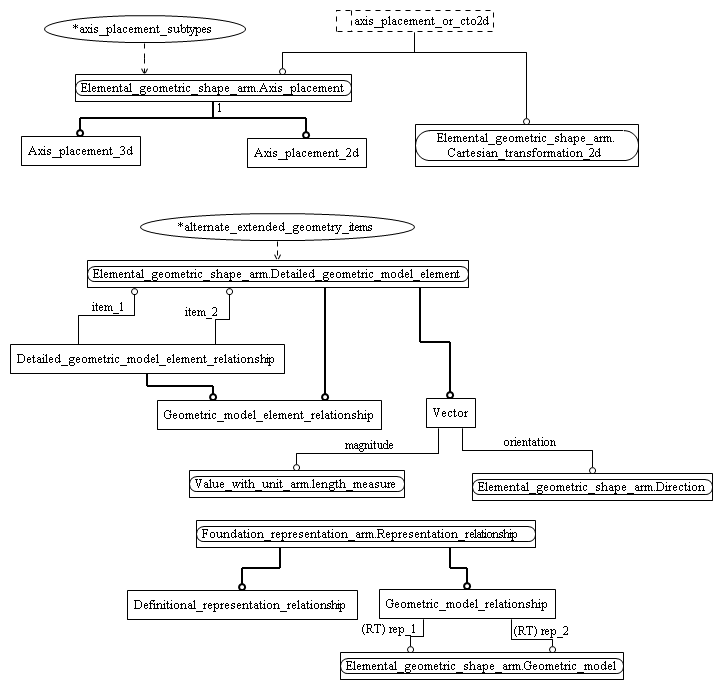 *axis_placement_subtypes
axis_placement_or_cto2d
Elemental_geometric_shape_arm.Axis_placement
1
Axis_placement_3d
Axis_placement_2d
Elemental_geometric_shape_arm.
Cartesian_transformation_2d
*alternate_extended_geometry_items
Elemental_geometric_shape_arm.Detailed_geometric_model_element
item_1
item_2
Detailed_geometric_model_element_relationship
Geometric_model_element_relationship
Vector
magnitude
orientation
Value_with_unit_arm.length_measure
Elemental_geometric_shape_arm.Direction
Foundation_representation_arm.Representation_relationship
Definitional_representation_relationship
Geometric_model_relationship
(RT) rep_1
(RT) rep_2
Elemental_geometric_shape_arm.Geometric_model